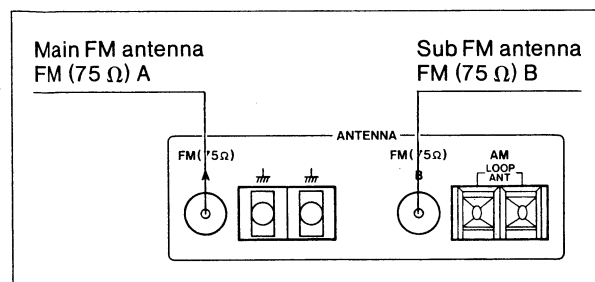 Main FM antenna
FM (75 Ω) A
Sub FM antenna
FM (75 Ω) B
ANTENNA
FM (75Ω)
A
FM (75Ω)
B
AM
LOOP
ANT